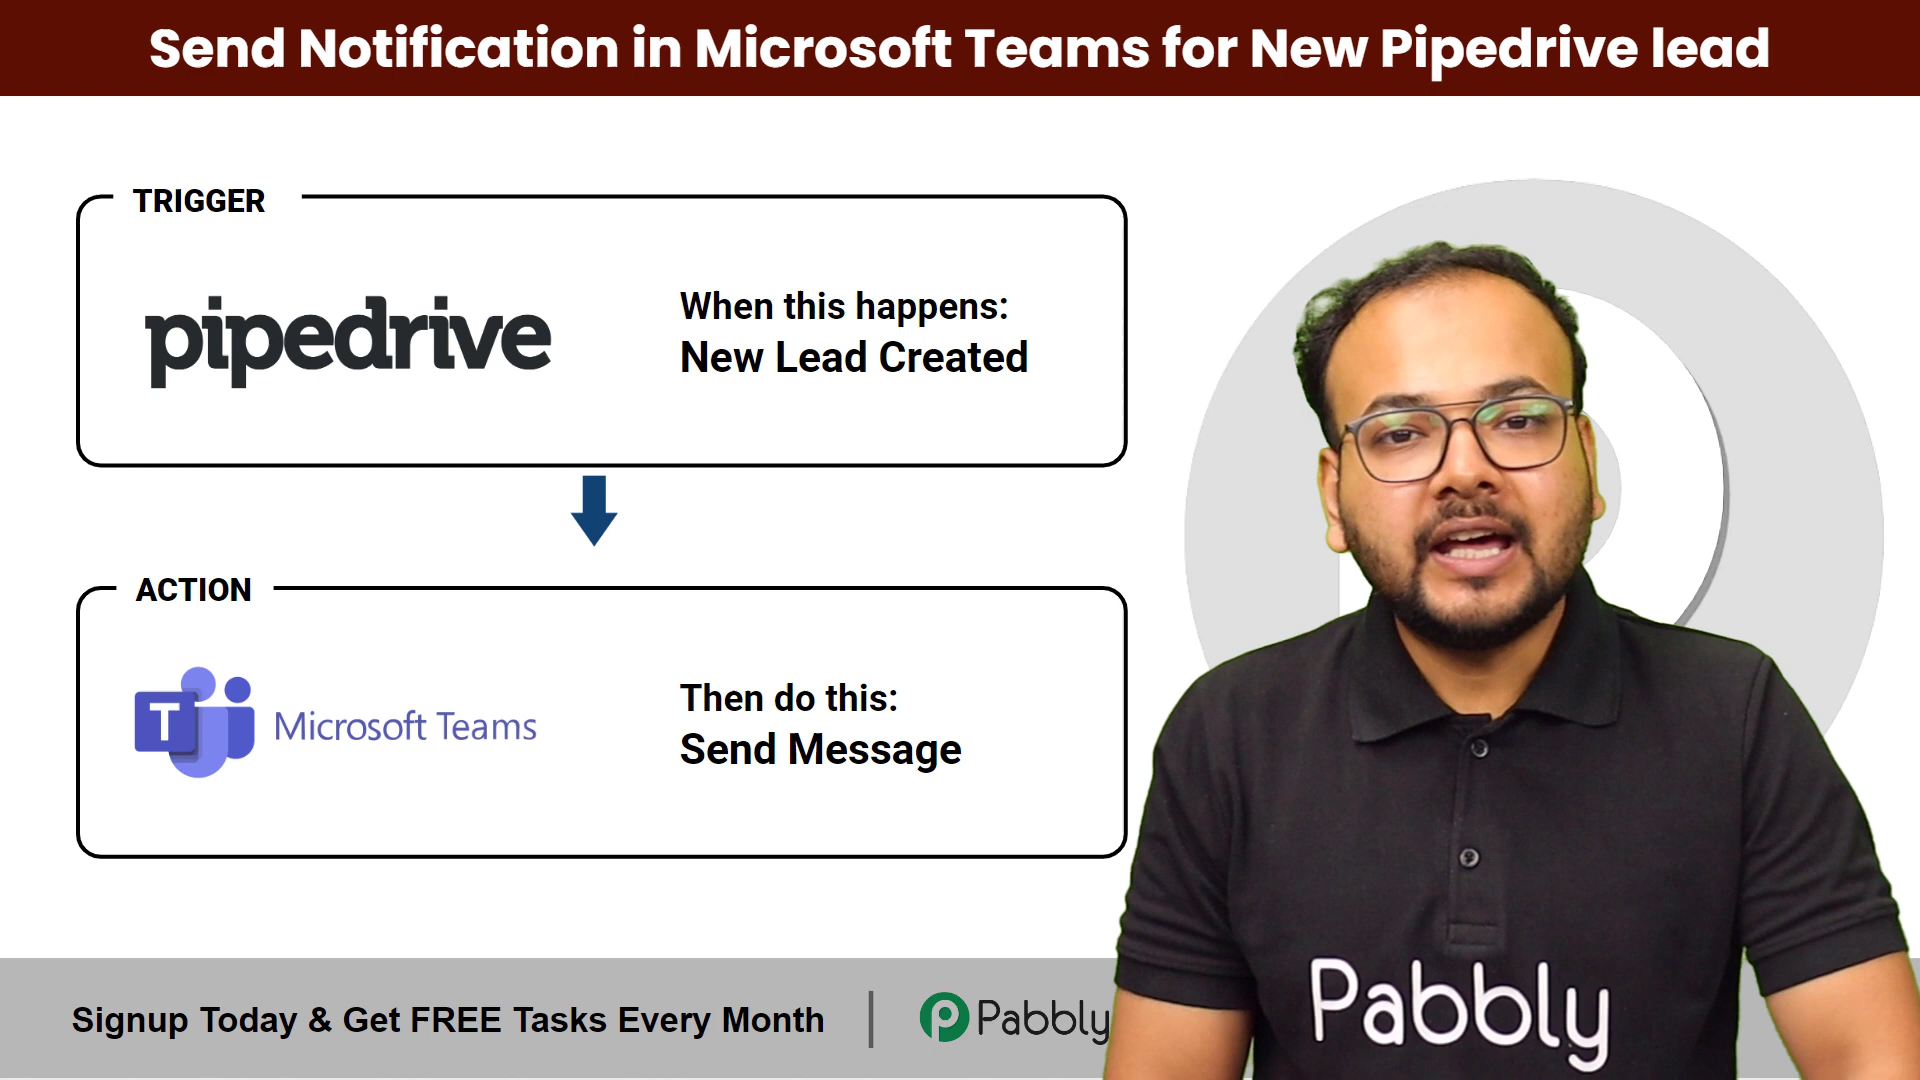 Send Notification in Microsoft Teams for New Pipedrive lead
TRIGGER
pipedrive
When this happens:
New Lead Created
ACTION
T
Microsoft Teams
Then do this:
Send Message
Signup Today & Get FREE Tasks Every Month
Pabbly
Pabbly